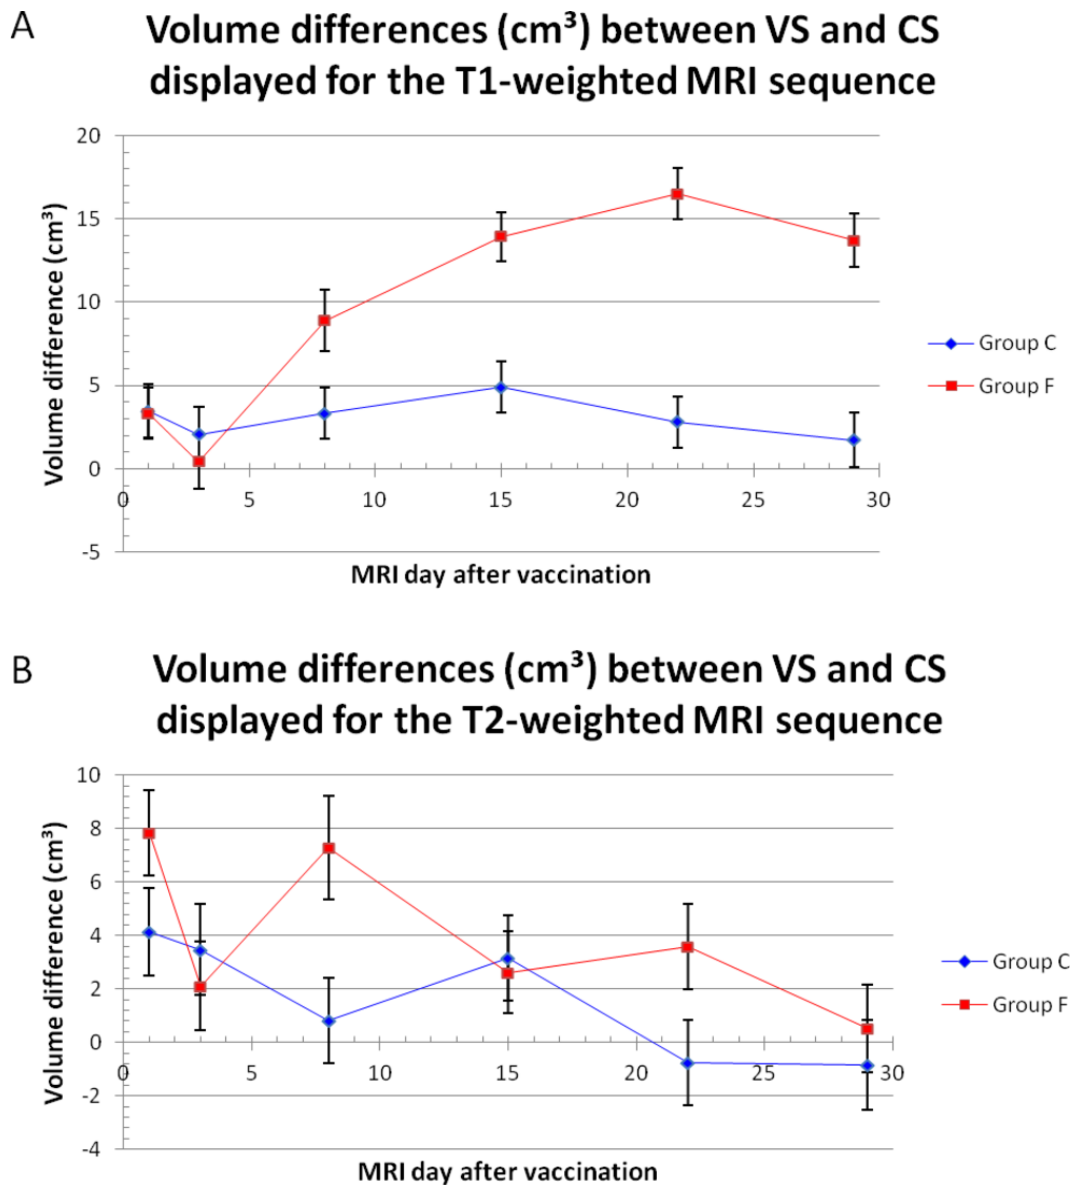 A
Volume differences (cm³) between VS and CS
displayed for the T1-weighted MRI sequence
20
15
10
5
0
-5
Volume difference (cm³)
0 5 10 15 20 25 30
MRI day after vaccination
Group C
Group F
B
Volume differences (cm³) between VS and CS
displayed for the T2-weighted MRI sequence
10
8
6
4
2
0
-2
-4
Volume difference (cm³)
0 5 10 15 20 25 30
MRI day after vaccination
Group C
Group F